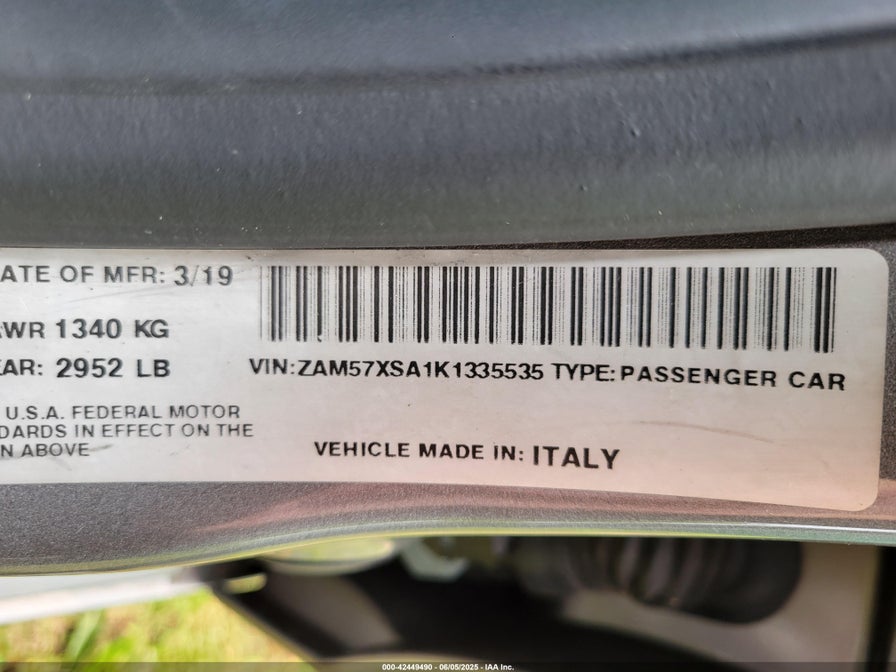 ATE OF MFR: 3/19
WR 1340 KG
EAR: 2952 LB
VIN:ZAM57XSA1K1335535 TYPE:PASSENGER CAR
U.S.A. FEDERAL MOTOR
DARDS IN EFFECT ON THE
N ABOVE
VEHICLE MADE IN: ITALY
000-42449490 - 06/05/2025 - IAA Inc.